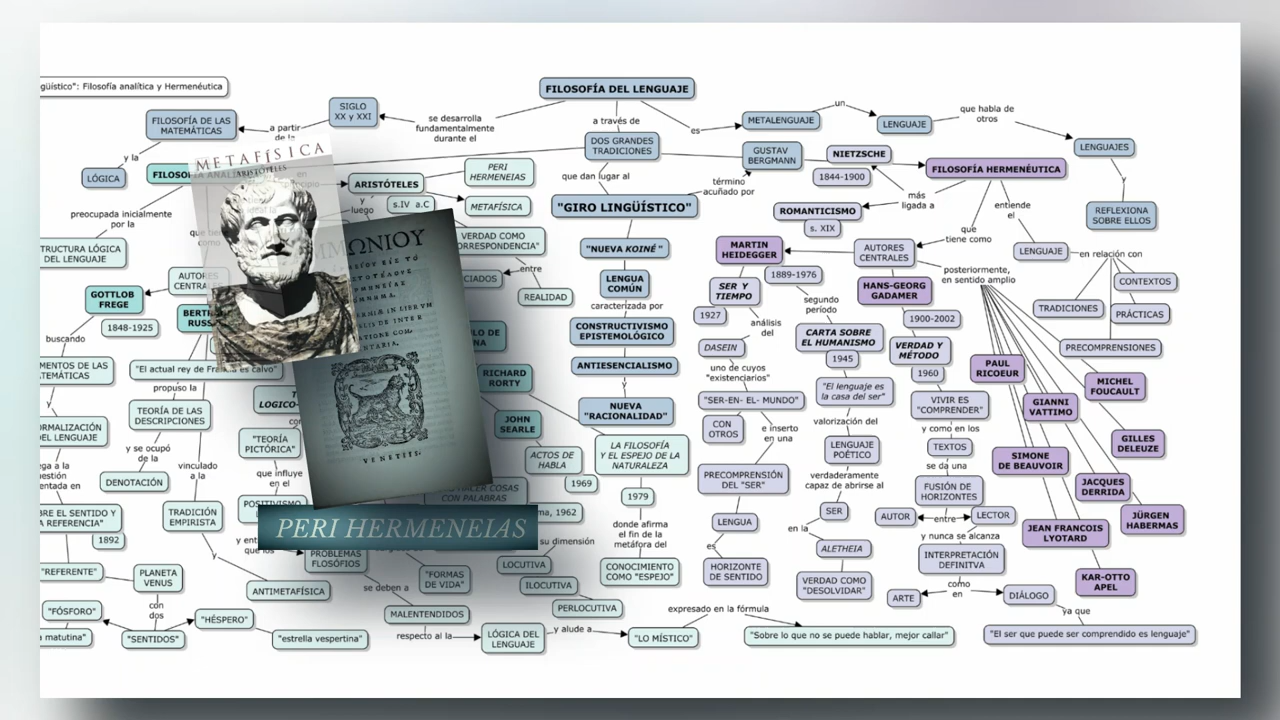 güístico": Filosofía analítica y Hermenéutica
FILOSOFÍA DEL LENGUAJE
se desarrolla
fundamentalmente
durante el
SIGLO
XX y XXI
a partir
de la
FILOSOFÍA DE LAS
MATEMÁTICAS
y la
LÓGICA
a través de
DOS GRANDES
TRADICIONES
que dan lugar al
"GIRO LINGÜÍSTICO"
término
acuñado por
GUSTAV
BERGMANN
es
METALENGUAJE
un
LENGUAJE
que habla de
otros
LENGUAJES
y
REFLEXIONA
SOBRE ELLOS
preocupada inicialmente
por la
TRUCTURA LÓGICA
DEL LENGUAJE
METAFÍSICA
ARISTÓTELES
ARISTÓTELES
s.IV a.C
y
luego
PERI
HERMENEIAS
METAFÍSICA
VERDAD COMO
entre
REALIDAD
GOTTLOB
FREGE
1848-1925
buscando
MENTOS DE LAS
TEMÁTICAS
ORMALIZACIÓN
DEL LENGUAJE
ega a la
BRE EL SENTIDO Y
A REFERENCIA"
1892
"REFERENTE"
PLANETA
VENUS
con
dos
"SENTIDOS"
"FÓSFORO"
a matutina"
"HÉSPERO"
"estrella vespertina"
propuso la
TEORÍA DE LAS
DESCRIPCIONES
y se ocupó
de la
DENOTACIÓN
vinculado
a la
TRADICIÓN
EMPIRISTA
y
ANTIMETAFÍSICA
"TEORÍA
PICTÓRICA"
que influye
en el
PERI HERMENEIAS
VENETIIS.
PROBLEMAS
FILOSÓFIOS
se deben a
MALENTENDIDOS
respecto al la
LÓGICA DEL
LENGUAJE
y alude a
"LO MÍSTICO"
expresado en la fórmula
"Sobre lo que no se puede hablar, mejor callar"
"FORMAS
DE VIDA"
RICHARD
RORTY
JOHN
SEARLE
ACTOS DE
HABLA
1969
su dimensión
LOCUTIVA
ILOCUTIVA
PERLOCUTIVA
"NUEVA KOINÉ "
LENGUA
COMÚN
caracterizada por
CONSTRUCTIVISMO
EPISTEMOLÓGICO
ANTIESENCIALISMO
y
NUEVA
"RACIONALIDAD"
LA FILOSOFÍA
Y EL ESPEJO DE LA
NATURALEZA
1979
donde afirma
el fin de la
metáfora del
CONOCIMIENTO
COMO "ESPEJO"
FILOSOFÍA HERMENÉUTICA
más
ligada a
NIETZSCHE
1844-1900
ROMANTICISMO
s. XIX
que
tiene como
AUTORES
CENTRALES
MARTIN
HEIDEGGER
1889-1976
SER Y
TIEMPO
1927
análisis
del
DASEIN
uno de cuyos
"existenciarios"
"SER-EN- EL- MUNDO"
CON
OTROS
e inserto
en una
PRECOMPRENSIÓN
DEL "SER"
LENGUA
es
HORIZONTE
DE SENTIDO
segundo
período
CARTA SOBRE
EL HUMANISMO
1945
"El lenguaje es
la casa del ser"
valorización del
LENGUAJE
POÉTICO
verdaderamente
capaz de abrirse al
SER
en la
ALETHEIA
VERDAD COMO
"DESOLVIDAR"
HANS-GEORG
GADAMER
1900-2002
VERDAD Y
MÉTODO
1960
VIVIR ES
"COMPRENDER"
y como en los
TEXTOS
se da una
FUSIÓN DE
HORIZONTES
AUTOR
entre
LECTOR
y nunca se alcanza
INTERPRETACIÓN
DEFINITVA
como
en
ARTE
DIÁLOGO
ya que
"El ser que puede ser comprendido es lenguaje"
entiende
el
LENGUAJE
en relación con
CONTEXTOS
TRADICIONES
PRÁCTICAS
PRECOMPRENSIONES
posteriormente,
en sentido amplio
PAUL
RICOEUR
MICHEL
FOUCAULT
GIANNI
VATTIMO
GILLES
DELEUZE
SIMONE
DE BEAUVOIR
JACQUES
DERRIDA
JÜRGEN
HABERMAS
JEAN FRANCOIS
LYOTARD
KAR-OTTO
APEL